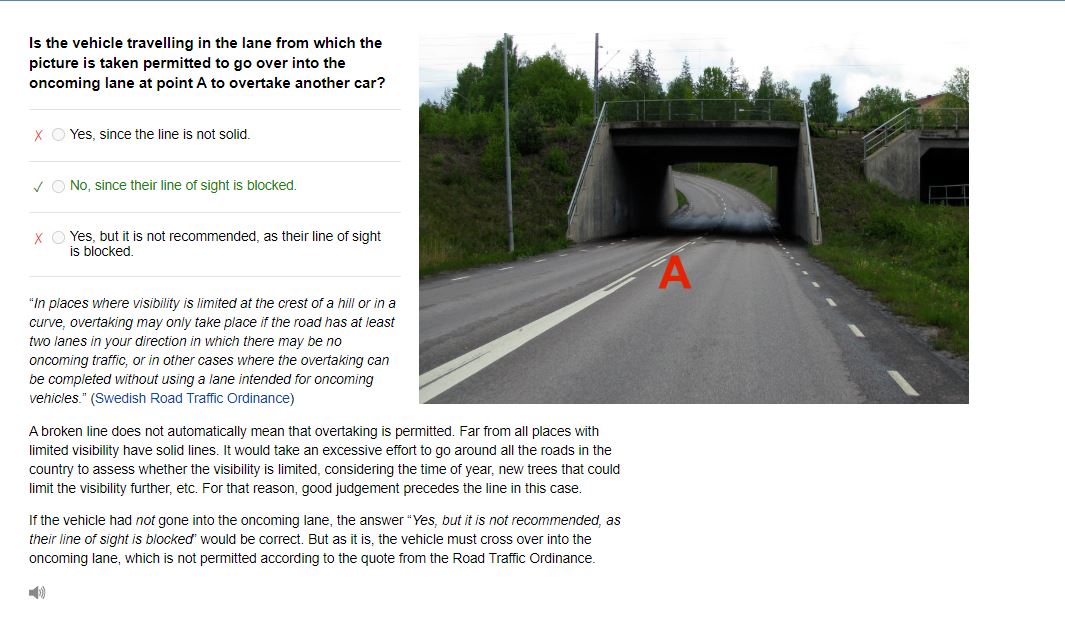 Is the vehicle travelling in the lane from which the
picture is taken permitted to go over into the
oncoming lane at point A to overtake another car?
✗ Yes, since the line is not solid.
✓ No, since their line of sight is blocked.
✗ Yes, but it is not recommended, as their line of sight
is blocked.
“In places where visibility is limited at the crest of a hill or in a
curve, overtaking may only take place if the road has at least
two lanes in your direction in which there may be no
oncoming traffic, or in other cases where the overtaking can
be completed without using a lane intended for oncoming
vehicles.” (Swedish Road Traffic Ordinance)
A
A broken line does not automatically mean that overtaking is permitted. Far from all places with
limited visibility have solid lines. It would take an excessive effort to go around all the roads in the
country to assess whether the visibility is limited, considering the time of year, new trees that could
limit the visibility further, etc. For that reason, good judgement precedes the line in this case.
If the vehicle had not gone into the oncoming lane, the answer “Yes, but it is not recommended, as
their line of sight is blocked” would be correct. But as it is, the vehicle must cross over into the
oncoming lane, which is not permitted according to the quote from the Road Traffic Ordinance.